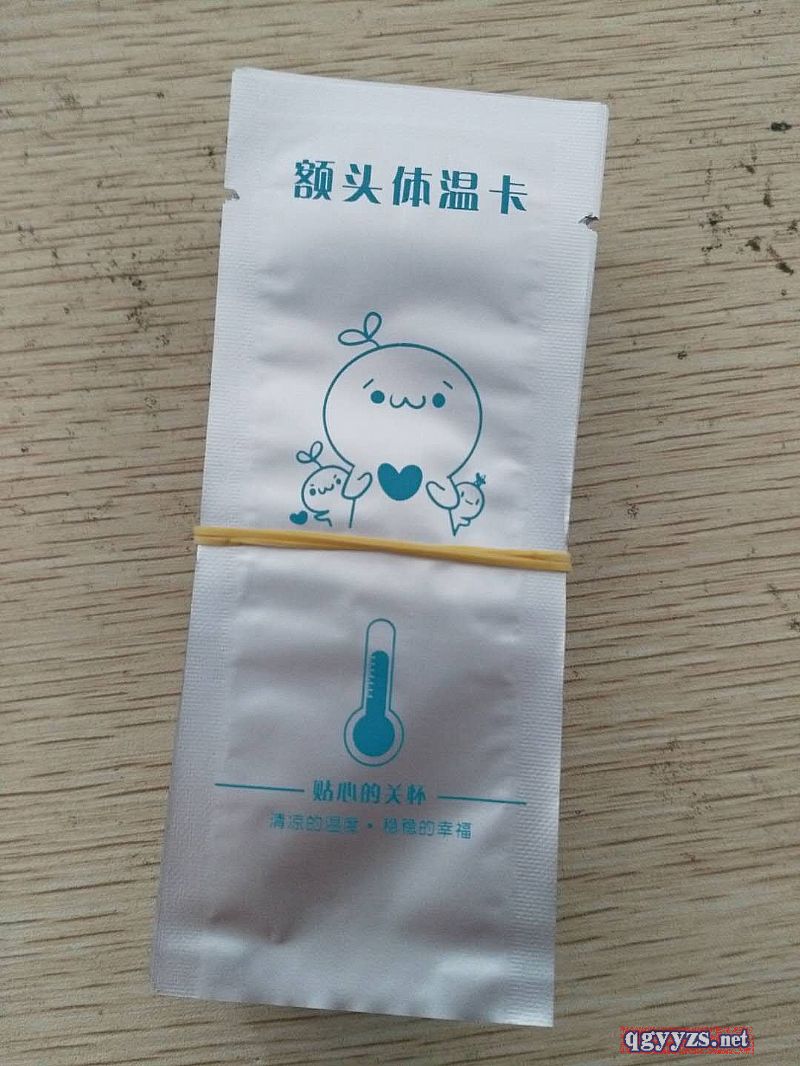 额头体温卡
贴心的关怀
清凉的温度·稳稳的幸福
qgyyzs.net